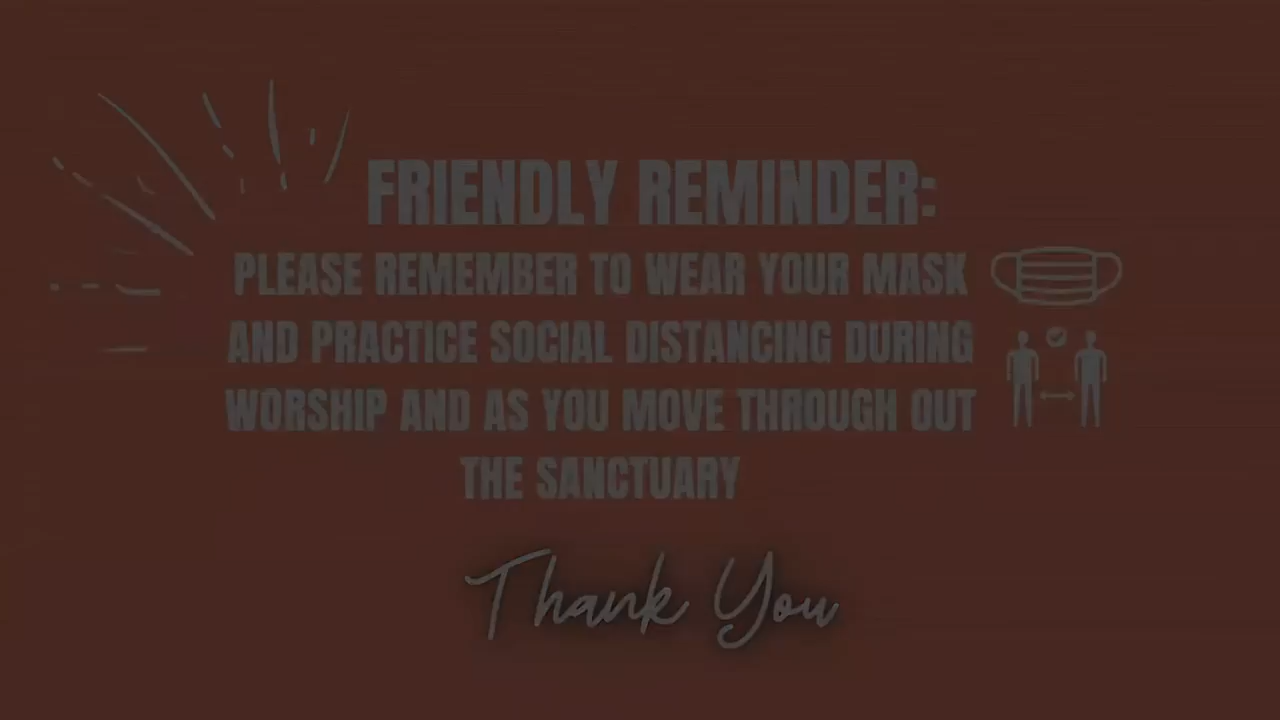 FRIENDLY REMINDER:
PLEASE REMEMBER TO WEAR YOUR MASK
AND PRACTICE SOCIAL DISTANCING DURING
WORSHIP AND AS YOU MOVE THROUGH OUT
THE SANCTUARY
Thank You